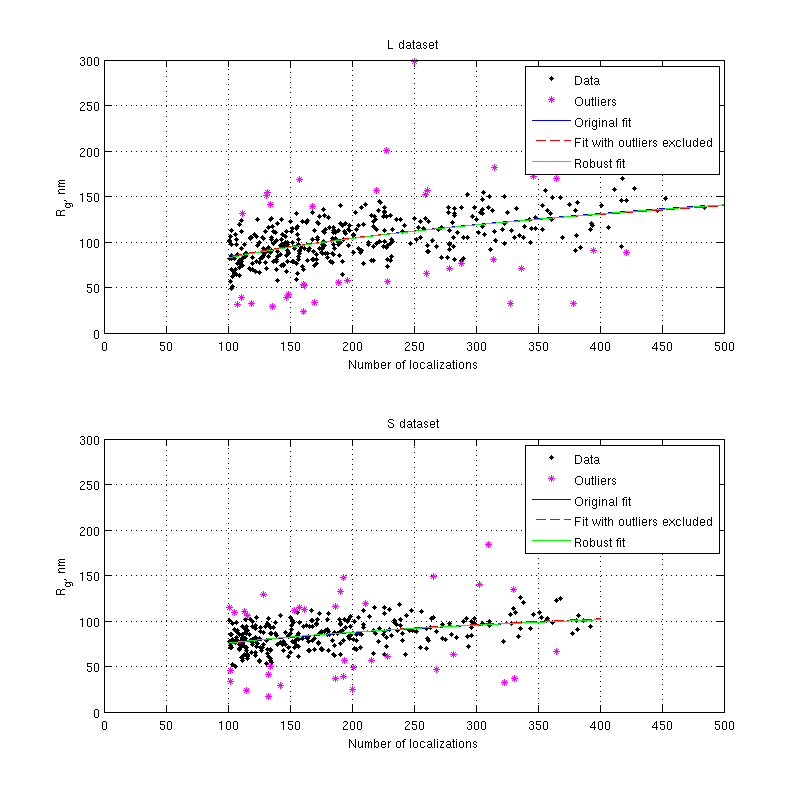 L dataset
300
250
200
150
100
50
0
Rg, nm
Data
Outliers
Original fit
Fit with outliers excluded
Robust fit
0 50 100 150 200 250 300 350 400 450 500
Number of localizations
S dataset
300
250
200
150
100
50
0
Rg, nm
Data
Outliers
Original fit
Fit with outliers excluded
Robust fit
0 50 100 150 200 250 300 350 400 450 500
Number of localizations